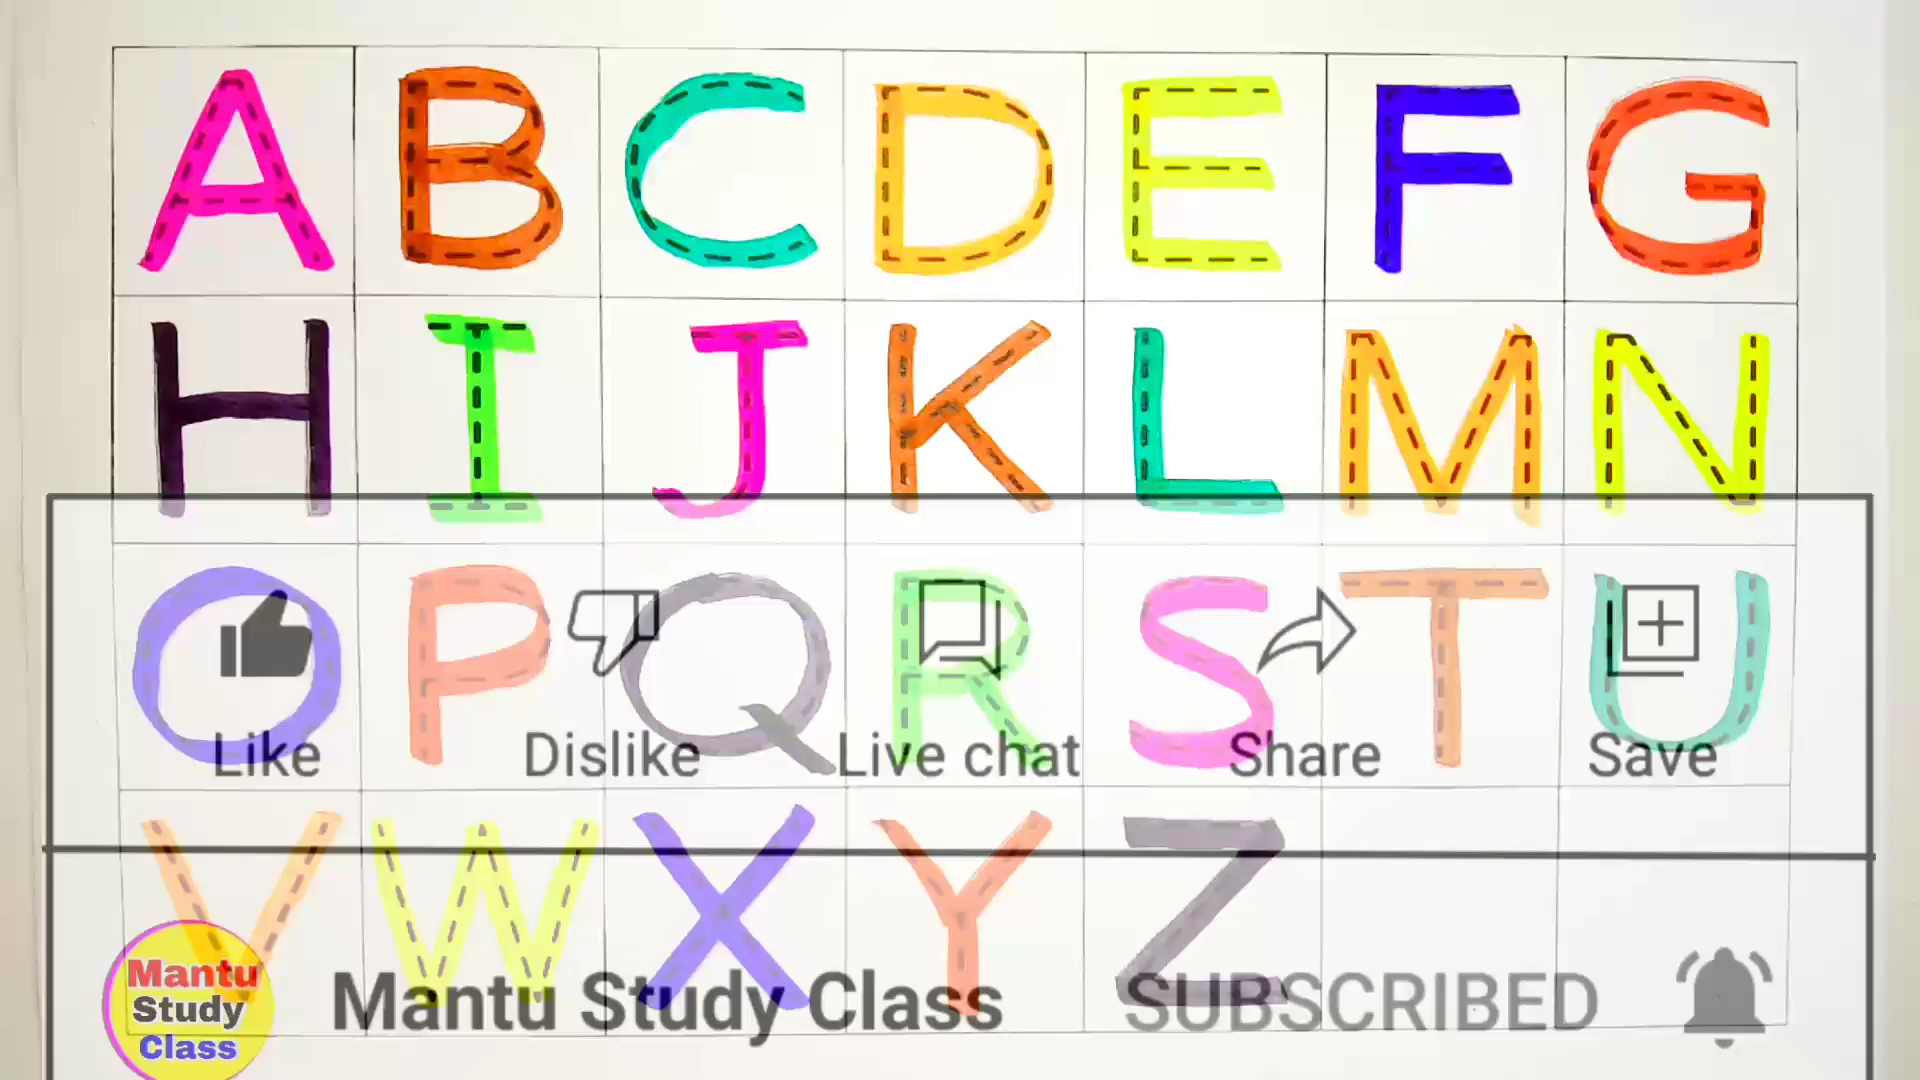 A B C D E F G
H I J K L M N
O P Q R S T U
Like Dislike Live chat Share Save
V W X Y Z
Mantu
Study
Class
Mantu Study Class SUBSCRIBED